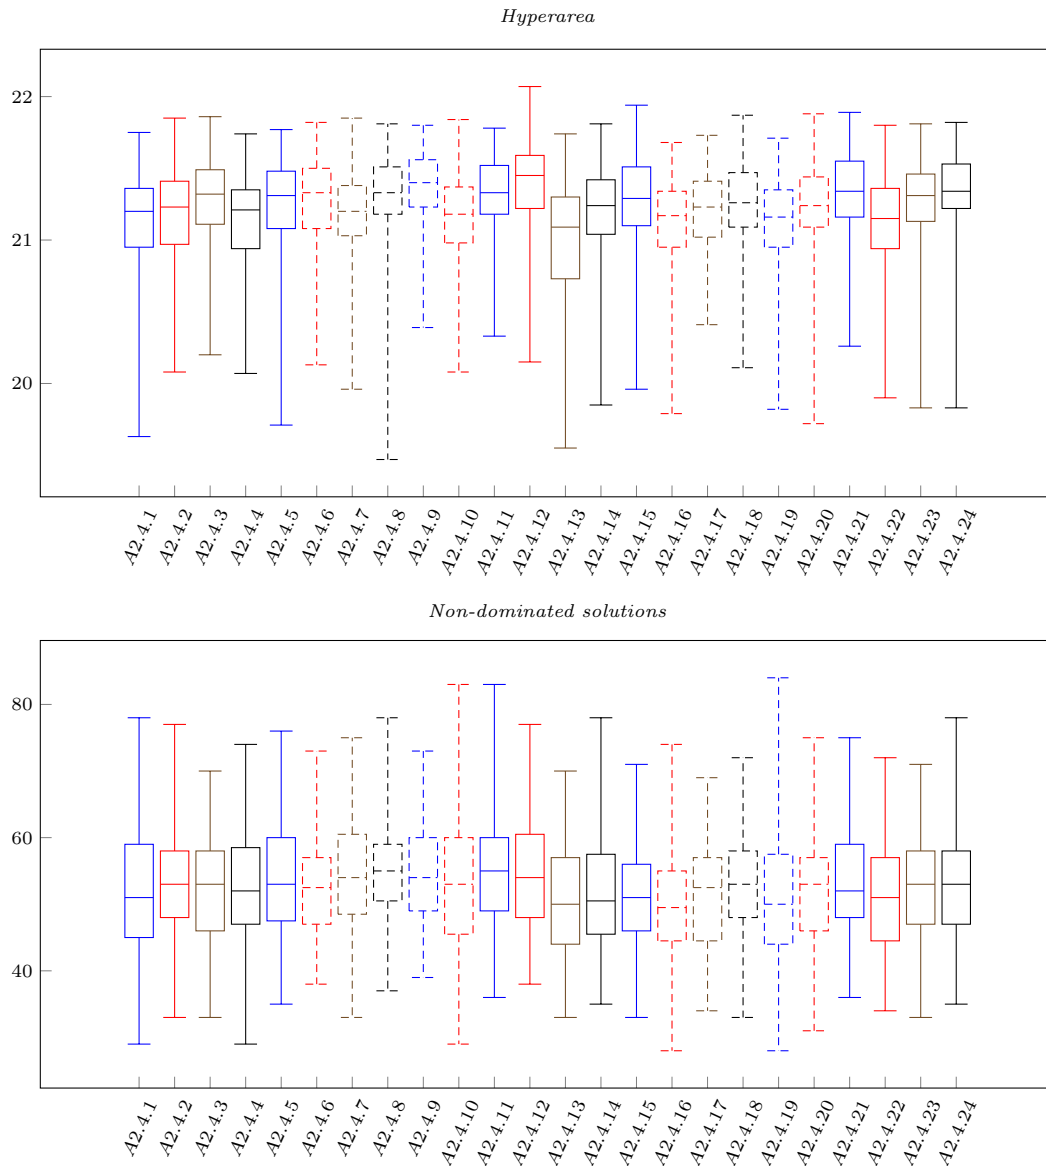 Hyperarea
22
21
20
A2.4.1
A2.4.2
A2.4.3
A2.4.4
A2.4.5
A2.4.6
A2.4.7
A2.4.8
A2.4.9
A2.4.10
A2.4.11
A2.4.12
A2.4.13
A2.4.14
A2.4.15
A2.4.16
A2.4.17
A2.4.18
A2.4.19
A2.4.20
A2.4.21
A2.4.22
A2.4.23
A2.4.24
Non-dominated solutions
80
60
40
A2.4.1
A2.4.2
A2.4.3
A2.4.4
A2.4.5
A2.4.6
A2.4.7
A2.4.8
A2.4.9
A2.4.10
A2.4.11
A2.4.12
A2.4.13
A2.4.14
A2.4.15
A2.4.16
A2.4.17
A2.4.18
A2.4.19
A2.4.20
A2.4.21
A2.4.22
A2.4.23
A2.4.24